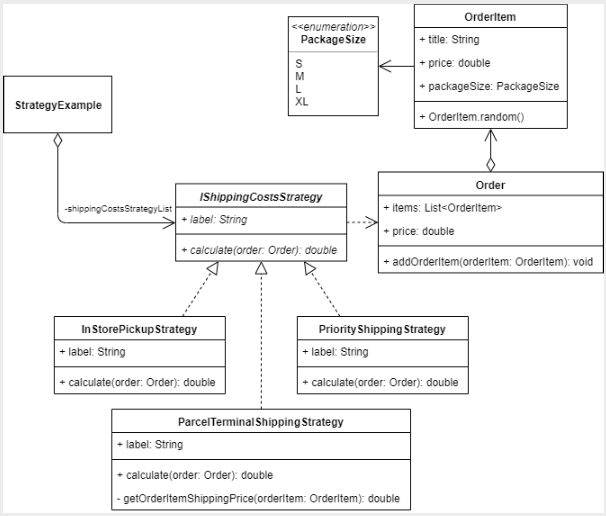 <<enumeration>>
PackageSize
S
M
L
XL
OrderItem
+ title: String
+ price: double
+ packageSize: PackageSize
+ OrderItem.random()
StrategyExample
-shippingCostsStrategyList
IShippingCostsStrategy
+ label: String
+ calculate(order: Order): double
Order
+ items: List<OrderItem>
+ price: double
+ addOrderItem(orderItem: OrderItem): void
InStorePickupStrategy
+ label: String
+ calculate(order: Order): double
PriorityShippingStrategy
+ label: String
+ calculate(order: Order): double
ParcelTerminalShippingStrategy
+ label: String
+ calculate(order: Order): double
- getOrderItemShippingPrice(orderItem: OrderItem): double